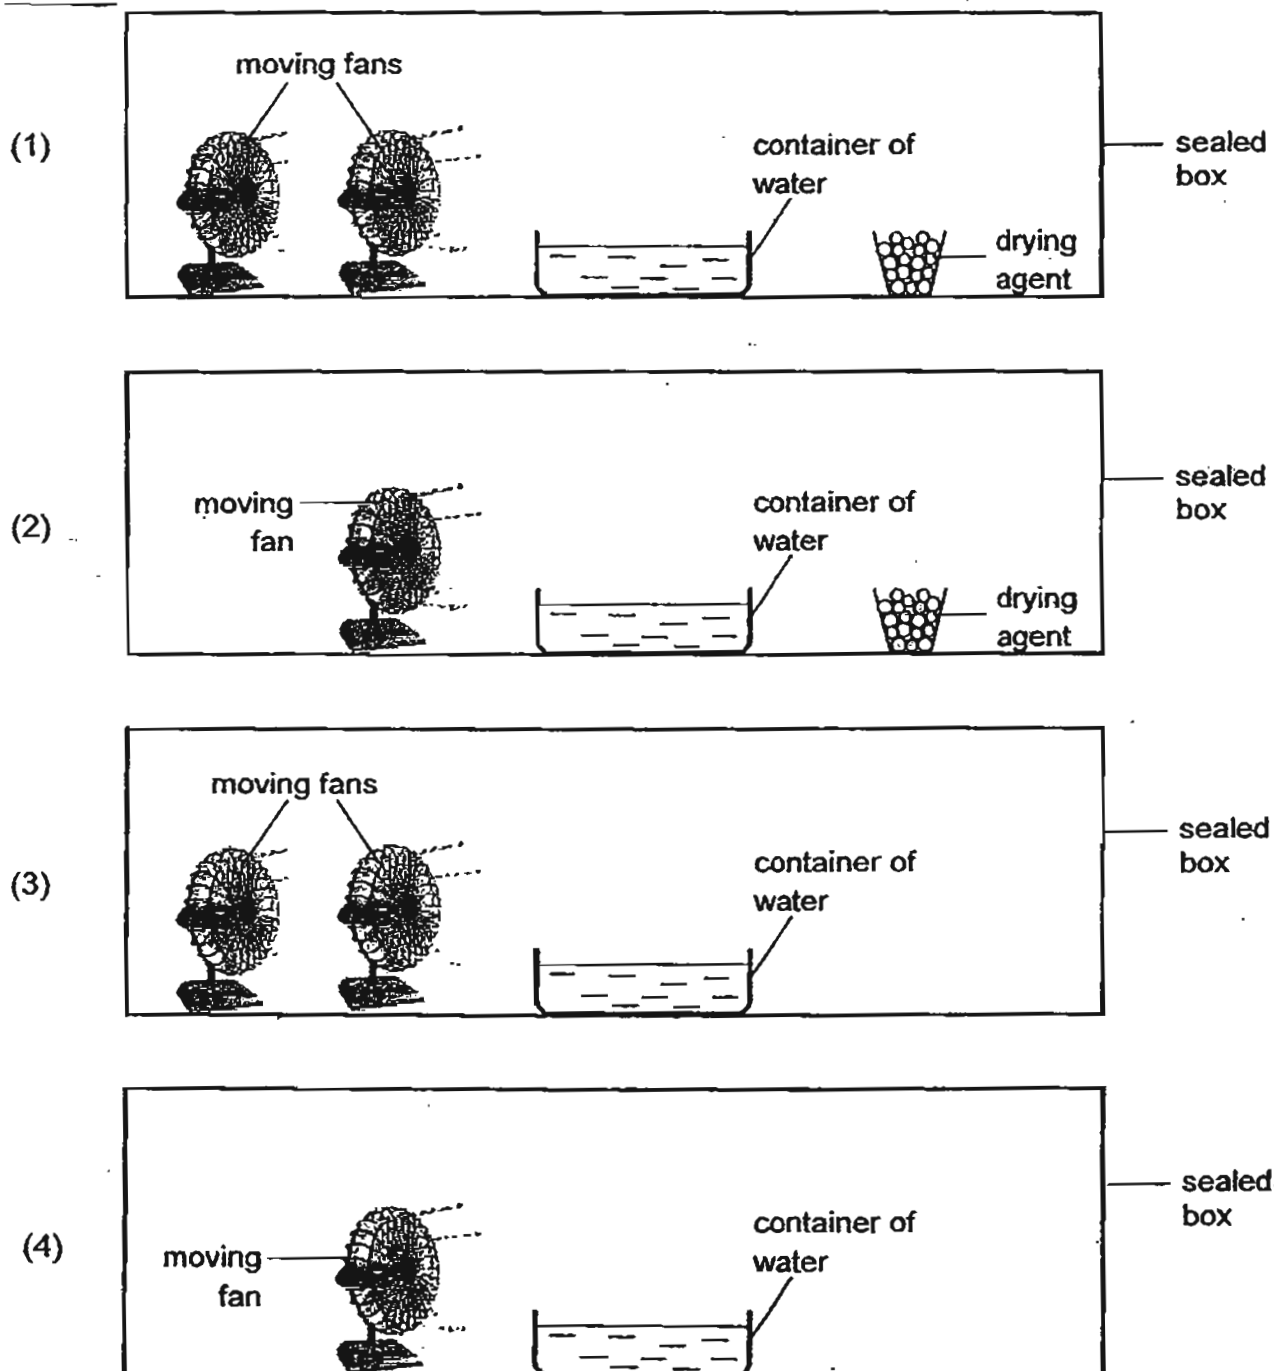 moving fans
(1)
container of
water
sealed
box
drying
agent
moving
fan
(2)
container of
water
sealed
box
drying
agent
moving fans
(3)
container of
water
sealed
box
moving
fan
(4)
container of
water
sealed
box